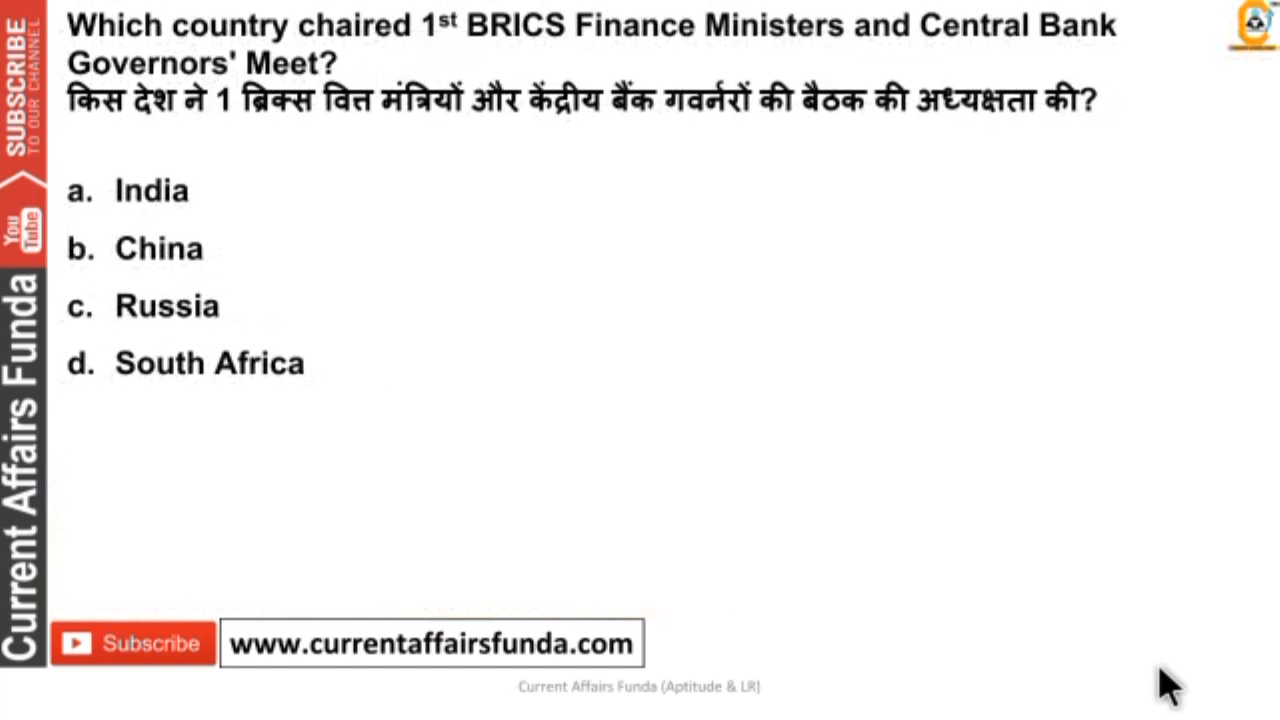 Which country chaired 1st BRICS Finance Ministers and Central Bank
Governors' Meet?
किस देश ने 1 ब्रिक्स वित्त मंत्रियों और केंद्रीय बैंक गवर्नरों की बैठक की अध्यक्षता की?
a. India
b. China
c. Russia
d. South Africa
SUBSCRIBE
TO OUR CHANNEL
You
Tube
Current Affairs Funda
Subscribe
www.currentaffairsfunda.com
Current Affairs Funda (Aptitude & LR)